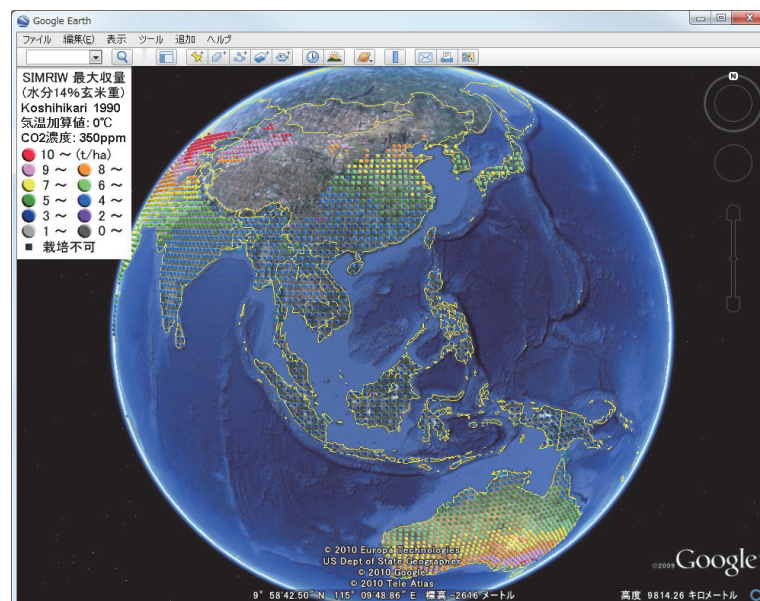 Google Earth
ファイル 編集(E) 表示 ツール 追加 ヘルプ
SIMRIW 最大収量
(水分14%玄米重)
Koshihikari 1990
気温加算値: 0℃
CO2濃度: 350ppm
10 ~ (t/ha)
9 ~ 8 ~
7 ~ 6 ~
5 ~ 4 ~
3 ~ 2 ~
1 ~ 0 ~
■ 栽培不可
N
© 2010 Europa Technologies
US Dept of State Geographer
© 2010 Google
© 2010 Tele Atlas
©2009 Google
9° 58'42.50" N 115° 09'48.86" E 標高 -2616 メートル 高度 9814.26 キロメートル